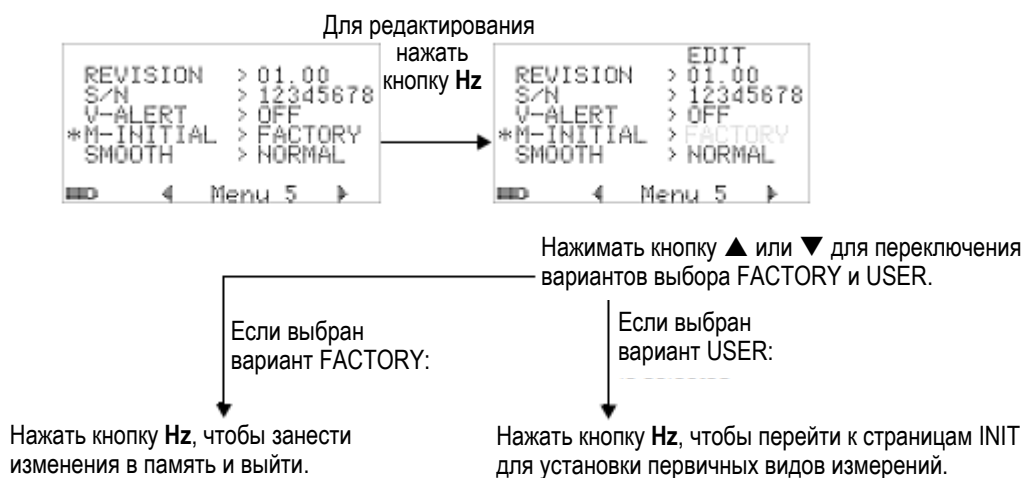 Для редактирования
нажать
кнопку Hz
REVISION > 01.00
S/N > 12345678
V-ALERT > OFF
*M-INITIAL > FACTORY
SMOOTH > NORMAL
Menu 5
EDIT
REVISION > 01.00
S/N > 12345678
V-ALERT > OFF
*M-INITIAL > FACTORY
SMOOTH > NORMAL
Menu 5
Нажимать кнопку ▲ или ▼ для переключения
вариантов выбора FACTORY и USER.
Если выбран
вариант FACTORY:
Если выбран
вариант USER:
Нажать кнопку Hz, чтобы занести
изменения в память и выйти.
Нажать кнопку Hz, чтобы перейти к страницам INIT
для установки первичных видов измерений.